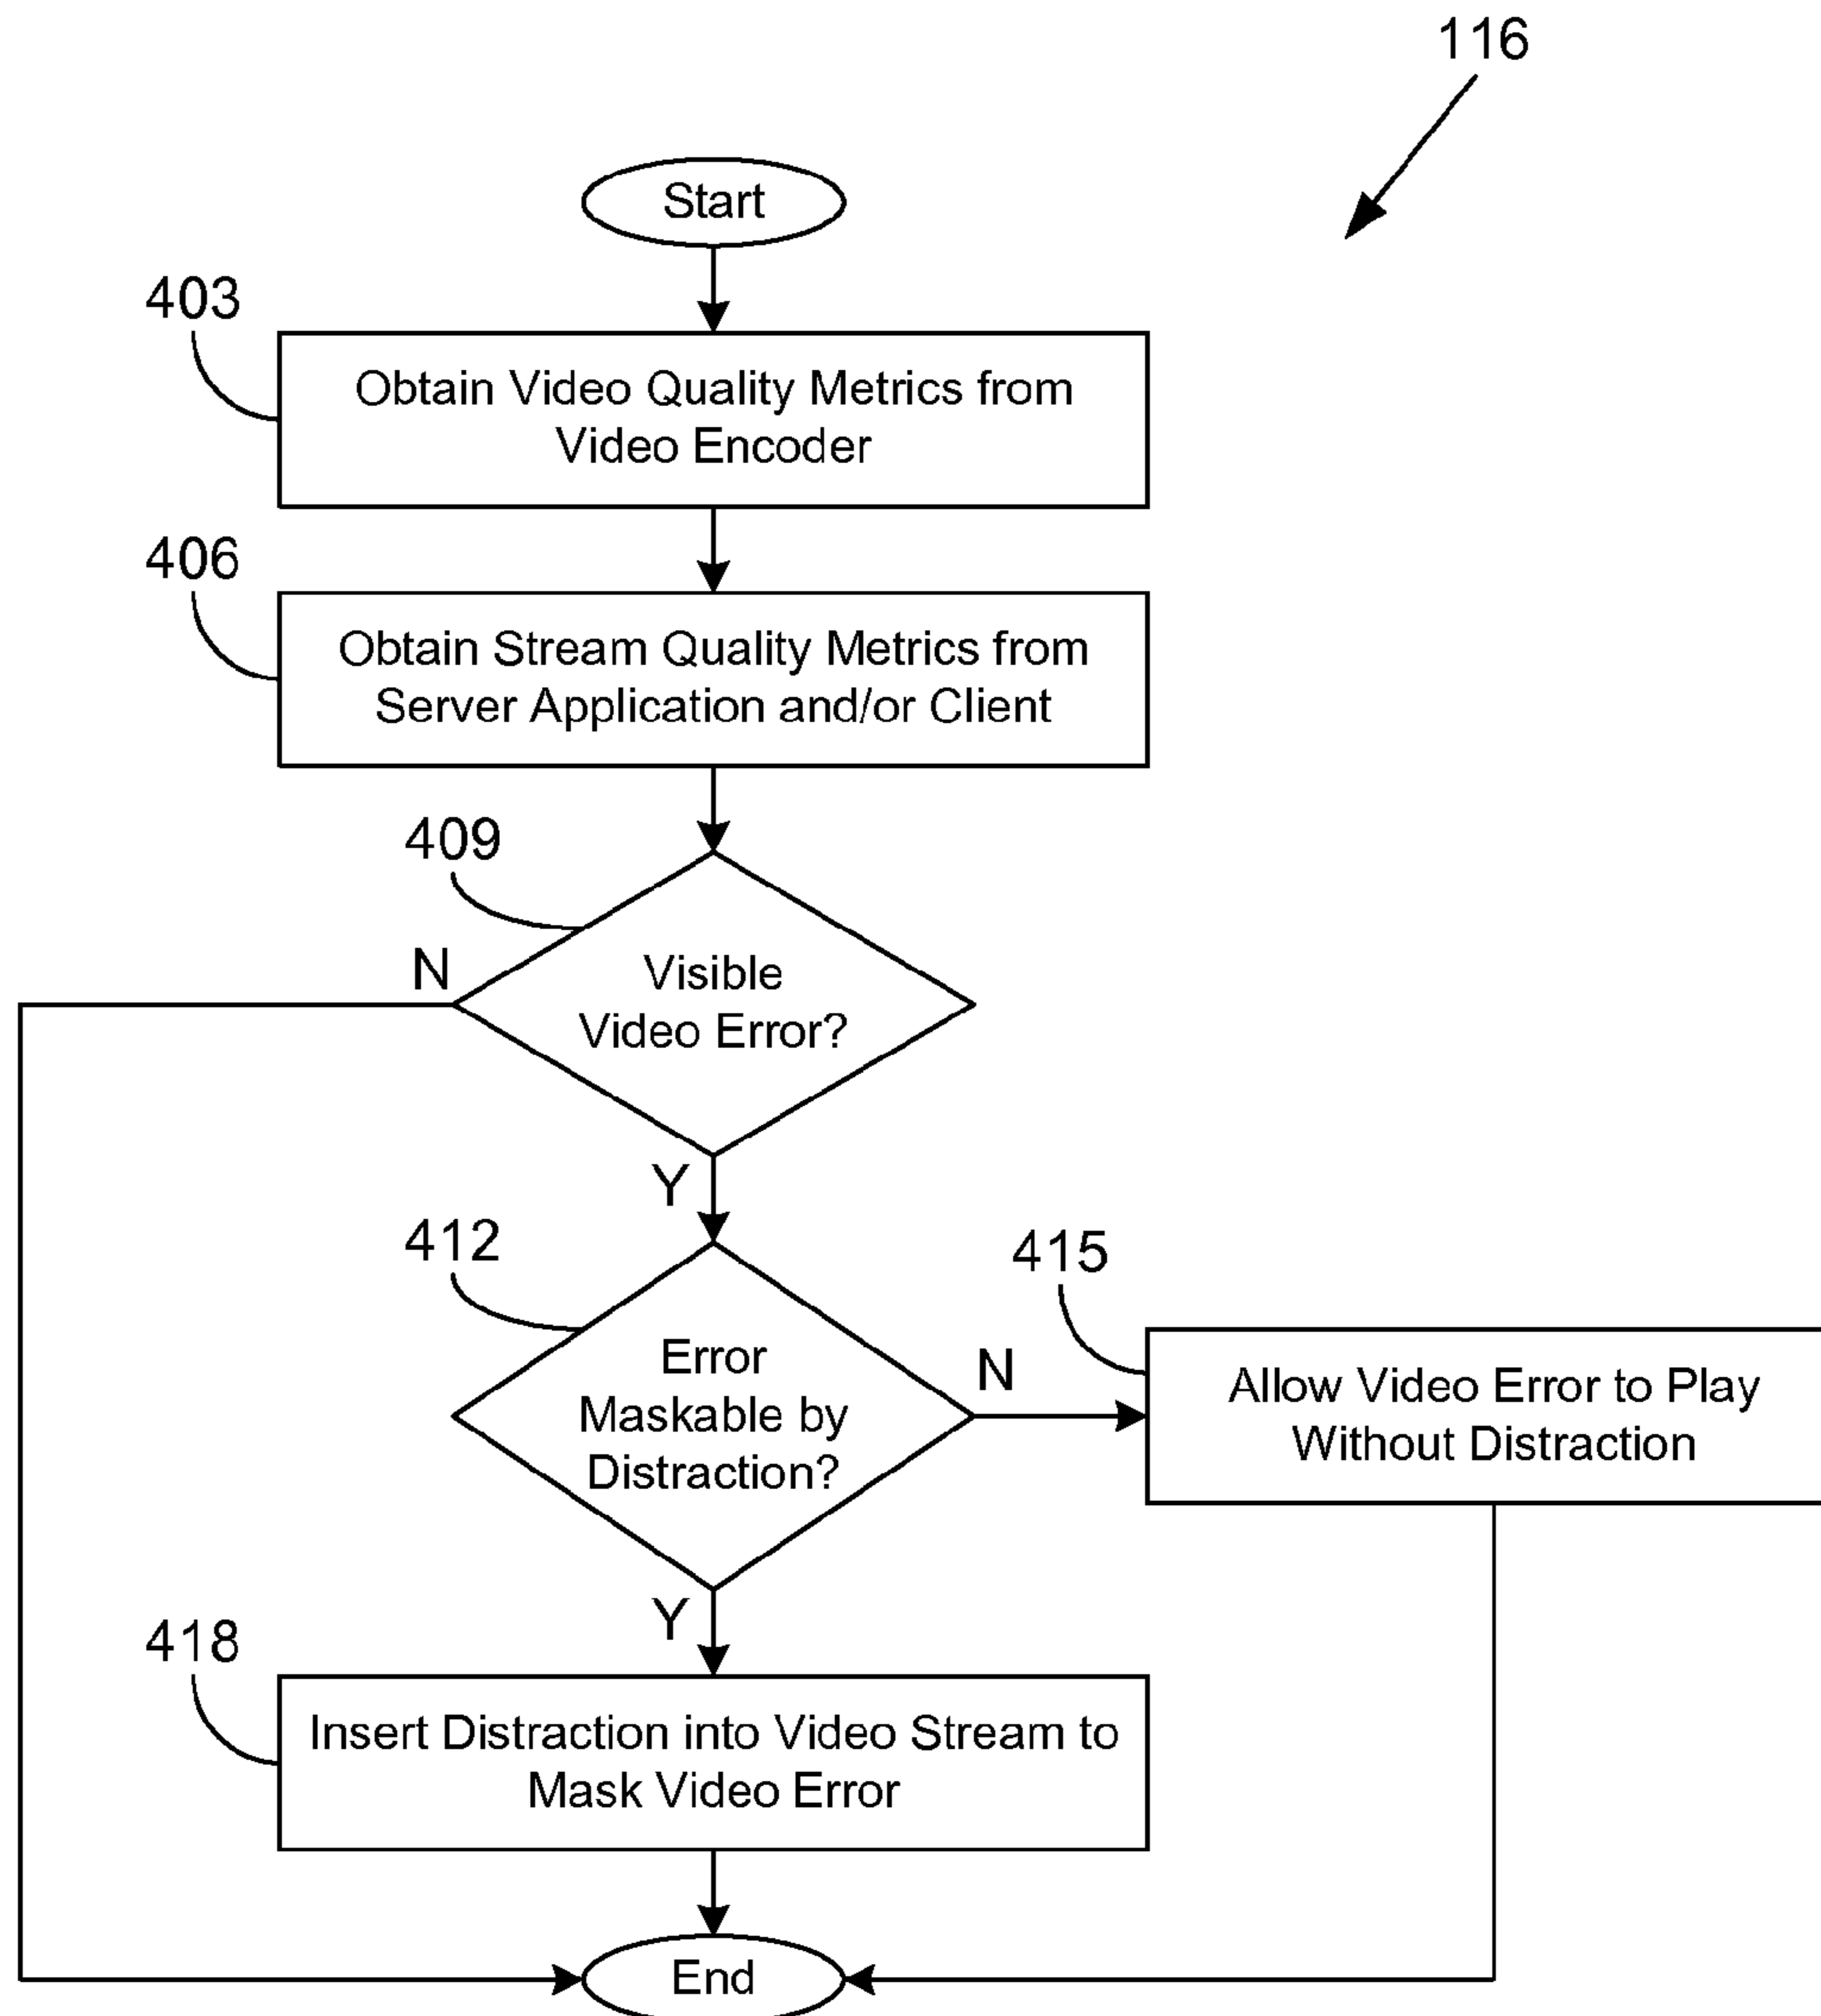 116
Start
403
Obtain Video Quality Metrics from
Video Encoder
406
Obtain Stream Quality Metrics from
Server Application and/or Client
409
N
Visible
Video Error?
Y
412
415
Error
Maskable by
Distraction?
N
Allow Video Error to Play
Without Distraction
Y
418
Insert Distraction into Video Stream to
Mask Video Error
End